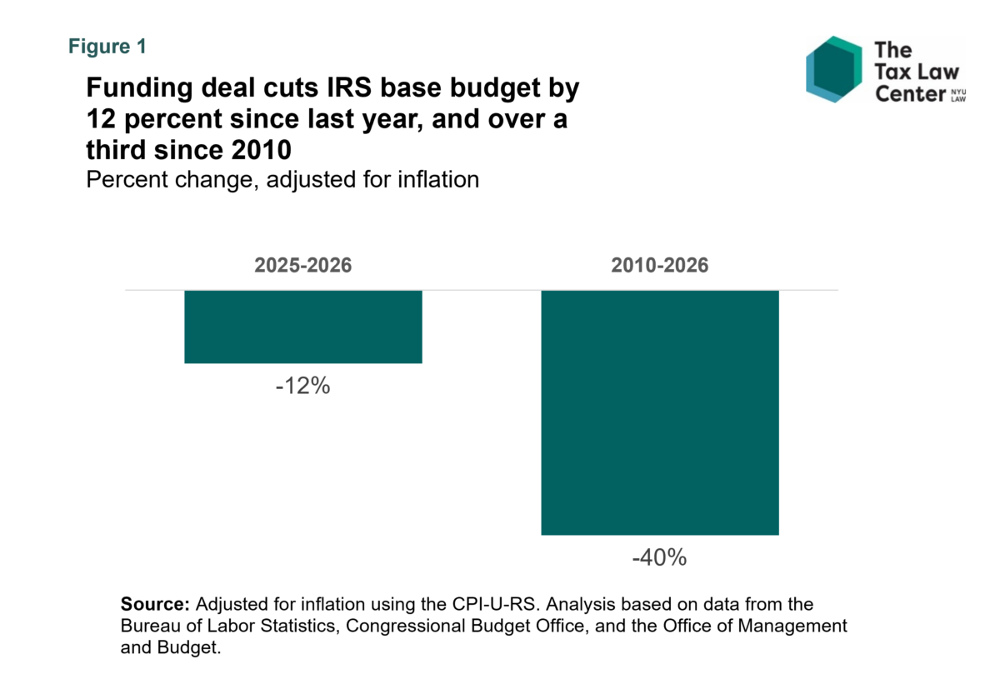 Figure 1
The
Tax Law
Center NYU
LAW
Funding deal cuts IRS base budget by
12 percent since last year, and over a
third since 2010
Percent change, adjusted for inflation
2025-2026
2010-2026
-12%
-40%
Source: Adjusted for inflation using the CPI-U-RS. Analysis based on data from the
Bureau of Labor Statistics, Congressional Budget Office, and the Office of Management
and Budget.